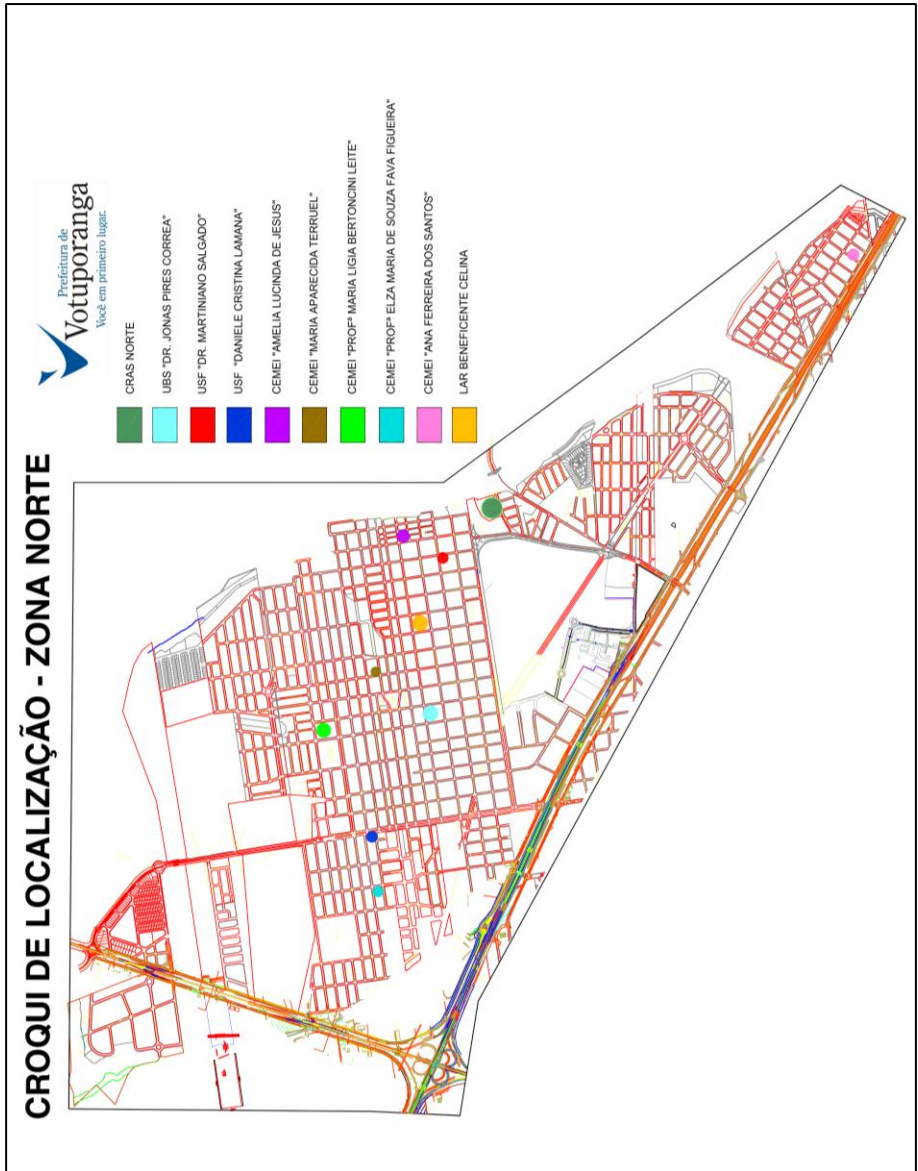 CROQUI DE LOCALIZAÇÃO - ZONA NORTE
Prefeitura de
Votuporanga
Você em primeiro lugar.
CRAS NORTE
UBS "DR. JONAS PIRES CORREA"
USF "DR. MARTINIANO SALGADO"
USF "DANIELE CRISTINA LAMANA"
CEMEI "AMELIA LUCINDA DE JESUS"
CEMEI "MARIA APARECIDA TERRUEL"
CEMEI "PROFª MARIA LIGIA BERTONCINI LEITE"
CEMEI "PROFª ELZA MARIA DE SOUZA FAVA FIGUEIRA"
CEMEI "ANA FERREIRA DOS SANTOS"
LAR BENEFICENTE CELINA